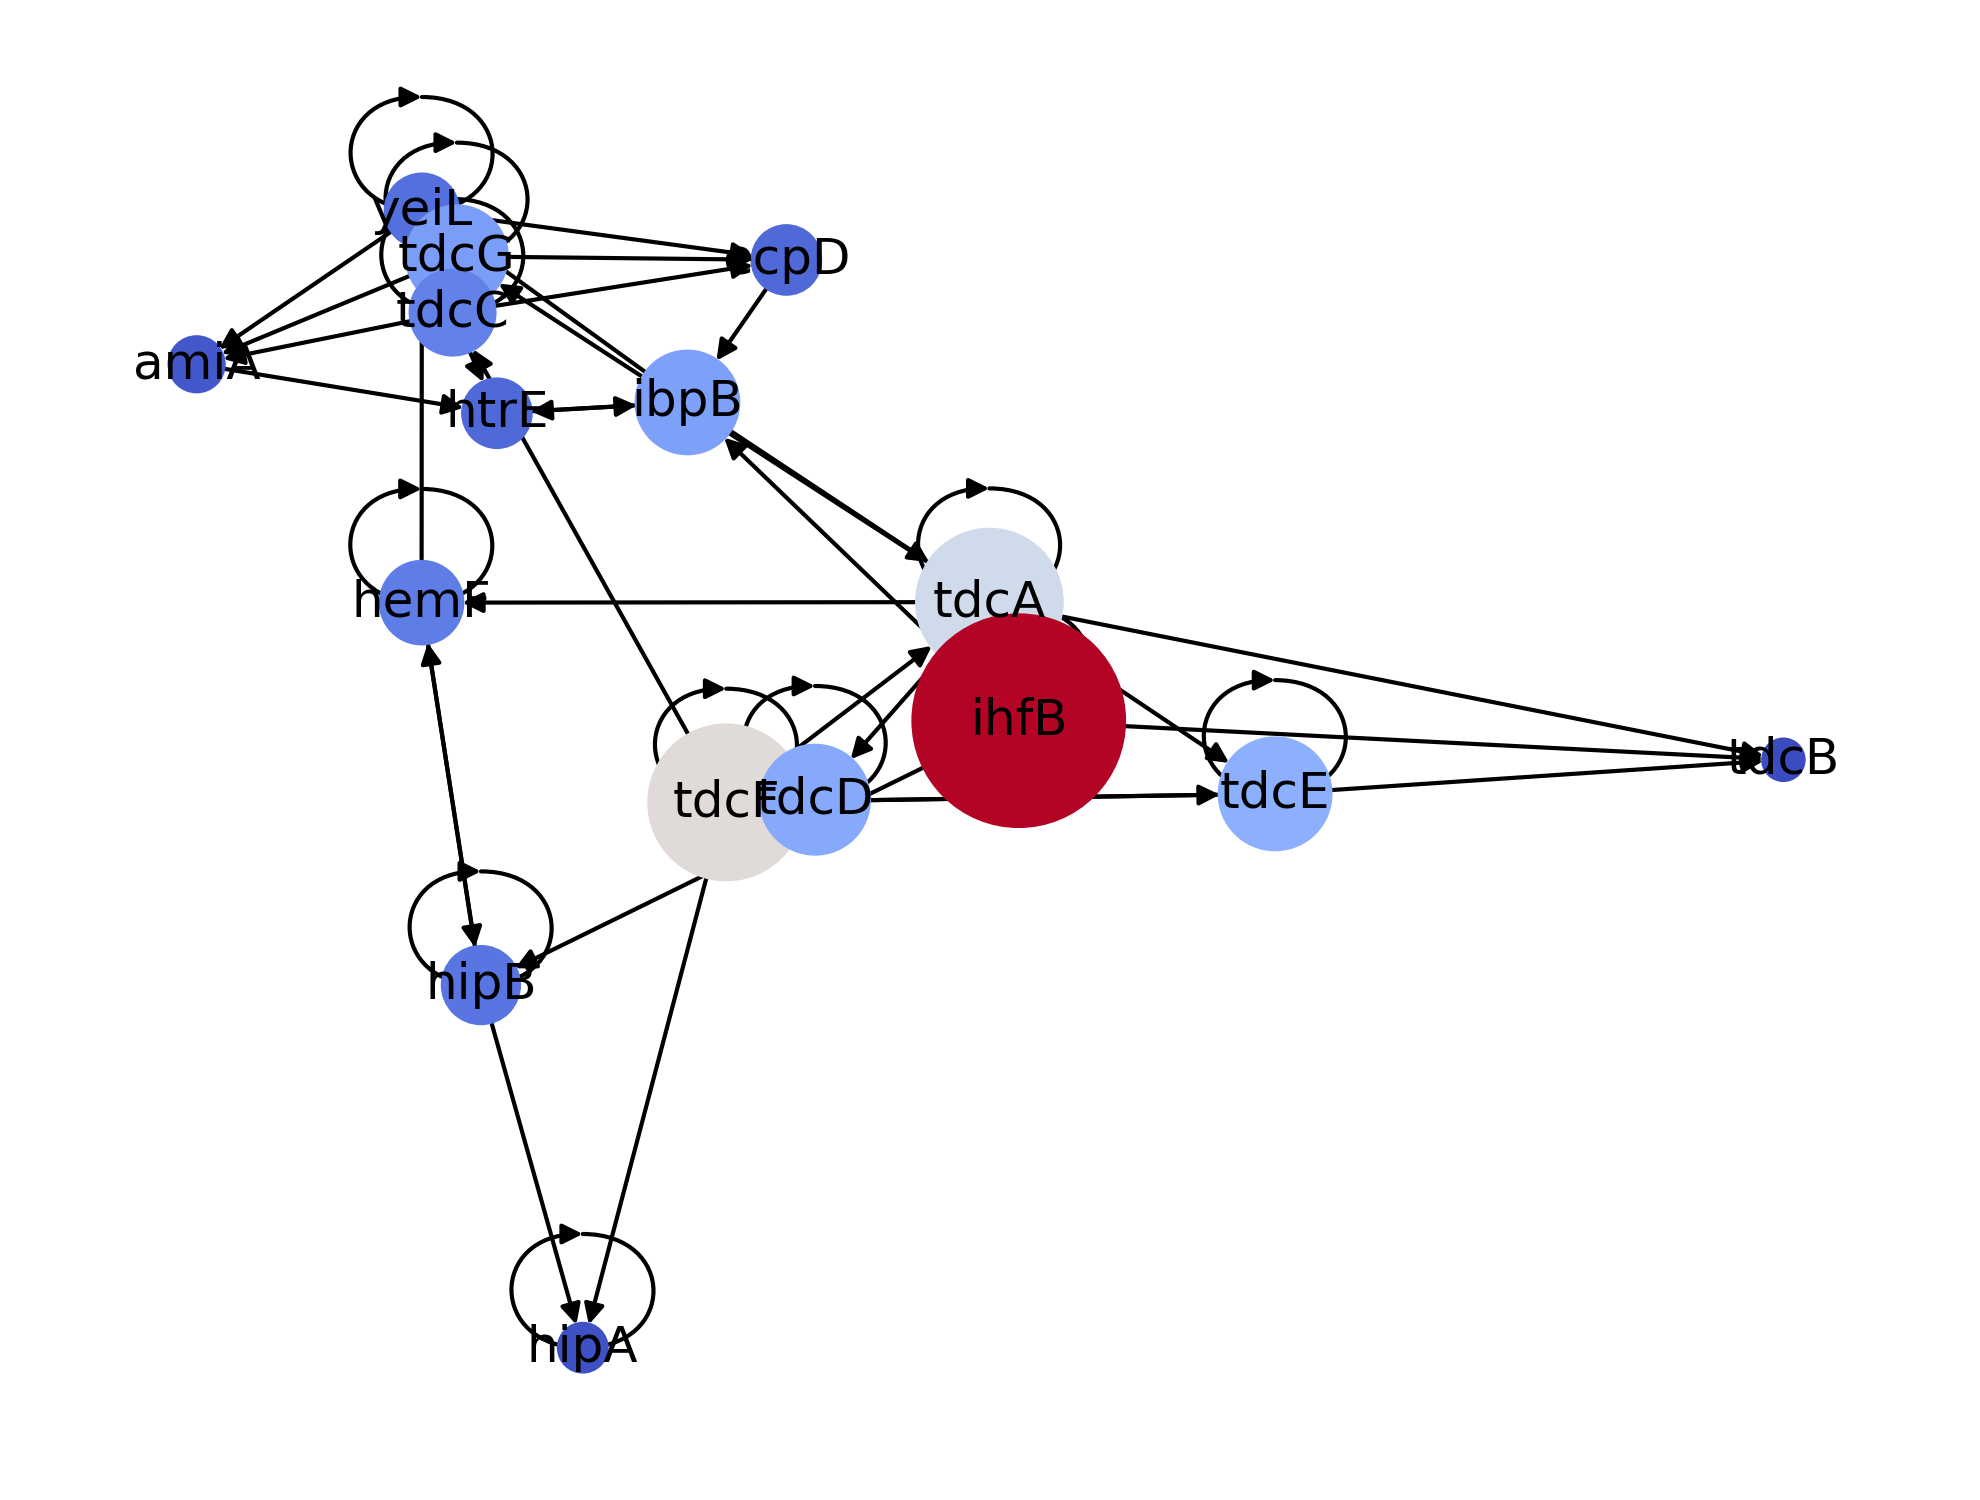 yeiL
tdcG
cpD
tdcC
amiA
ibpB
htrE
tdcA
hemF
ihfB
tdcB
tdcE
tdcD
tdcF
hipB
hipA